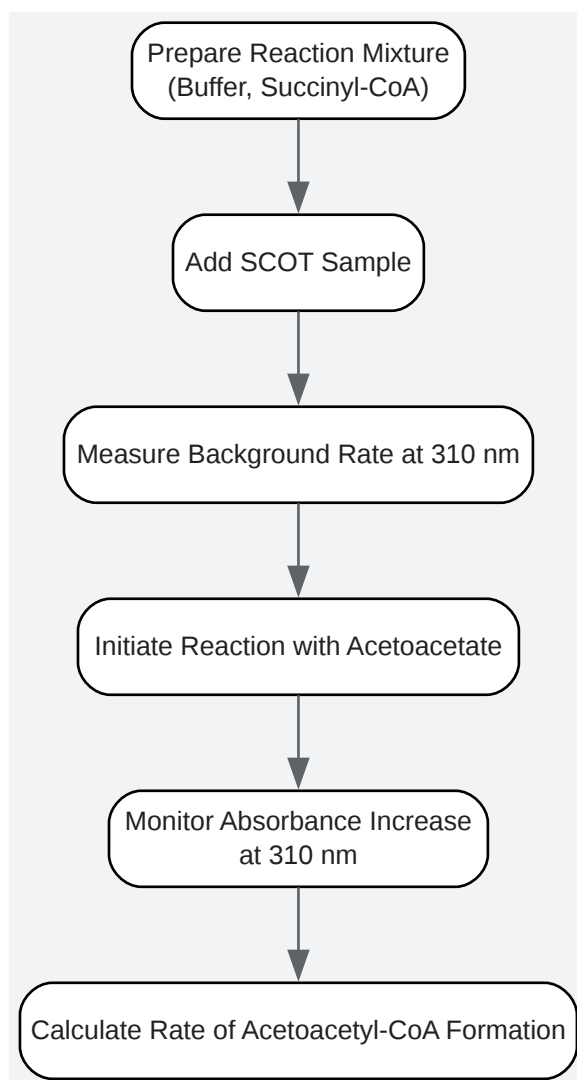 Prepare Reaction Mixture
(Buffer, Succinyl-CoA)
Add SCOT Sample
Measure Background Rate at 310 nm
Initiate Reaction with Acetoacetate
Monitor Absorbance Increase
at 310 nm
Calculate Rate of Acetoacetyl-CoA Formation